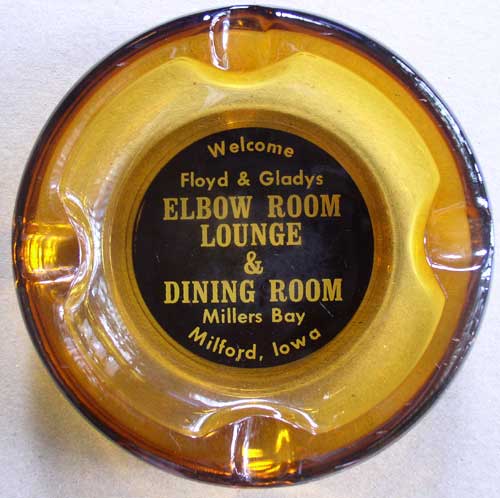 Welcome
Floyd & Gladys
ELBOW ROOM
LOUNGE
&
DINING ROOM
Millers Bay
Milford, Iowa